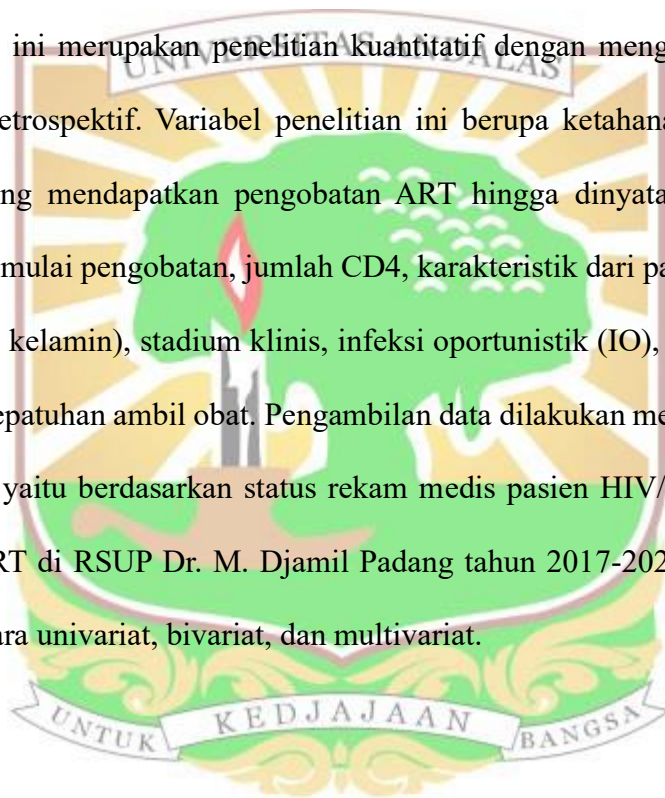 ini merupakan penelitian kuantitatif dengan meng
UNIVERSITAS ANDALAS
etrospektif. Variabel penelitian ini berupa ketahana
ng mendapatkan pengobatan ART hingga dinyata
mulai pengobatan, jumlah CD4, karakteristik dari pa
kelamin), stadium klinis, infeksi oportunistik (IO),
epatuhan ambil obat. Pengambilan data dilakukan me
yaitu berdasarkan status rekam medis pasien HIV/
RT di RSUP Dr. M. Djamil Padang tahun 2017-202
ara univariat, bivariat, dan multivariat.
UNTUK KEDJAJAAN BANGSA